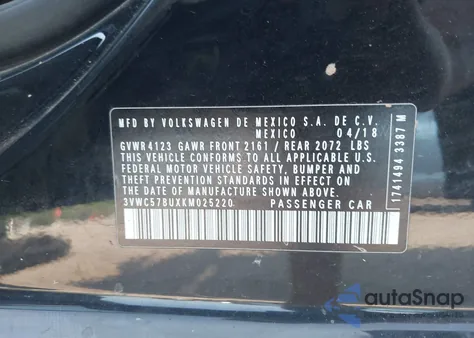 MFD BY VOLKSWAGEN DE MEXICO S.A. DE C.V.
MEXICO 04/18
GVWR 4123 GAWR FRONT 2161 / REAR 2072 LBS
THIS VEHICLE CONFORMS TO ALL APPLICABLE U.S.
FEDERAL MOTOR VEHICLE SAFETY, BUMPER, AND
THEFT PREVENTION STANDARDS IN EFFECT ON THE
DATE OF MANUFACTURE SHOWN ABOVE.
3VWC57BUXKM025220 PASSENGER CAR
1741494 3387 M
autoSnap